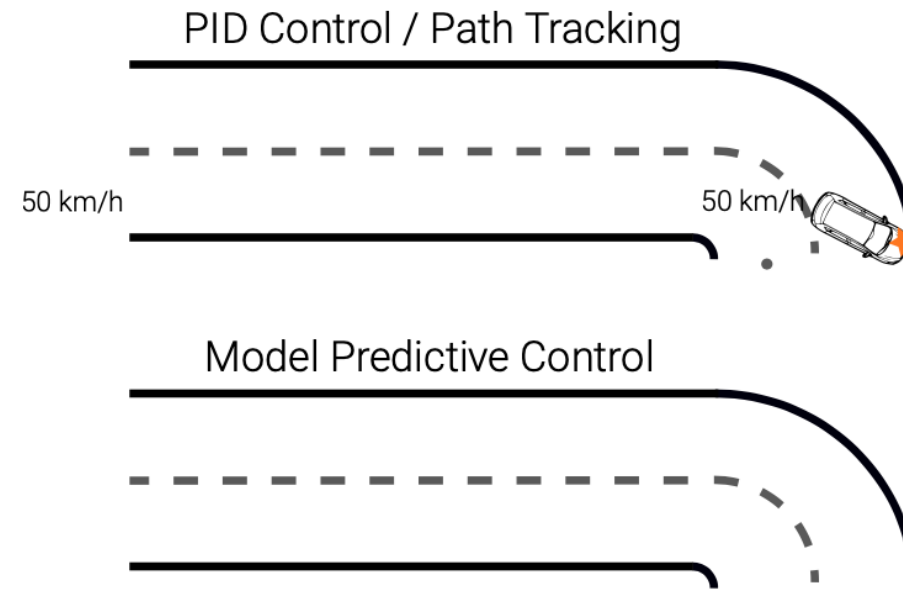 PID Control / Path Tracking
50 km/h
50 km/h
Model Predictive Control